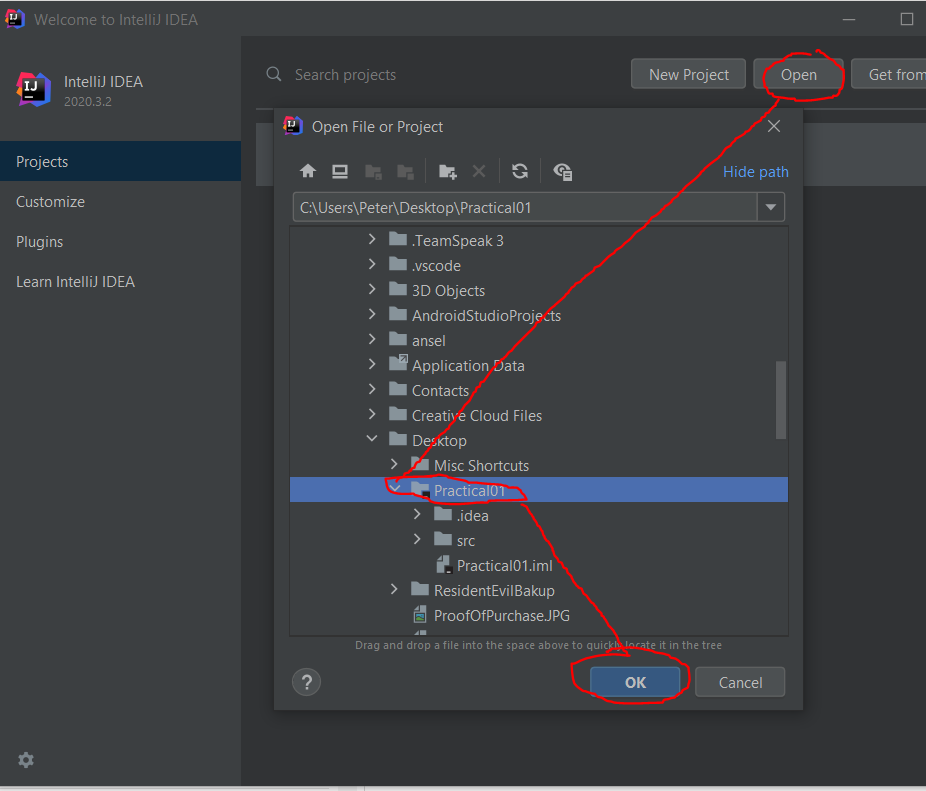 Welcome to IntelliJ IDEA
IntelliJ IDEA
2020.3.2
Projects
Customize
Plugins
Learn IntelliJ IDEA
Search projects
New Project
Open
Get from
Open File or Project
Hide path
C:\Users\Peter\Desktop\Practical01
.TeamSpeak 3
.vscode
3D Objects
AndroidStudioProjects
ansel
Application Data
Contacts
Creative Cloud Files
Desktop
Misc Shortcuts
Practical01
.idea
src
Practical01.iml
ResidentEvilBakup
ProofOfPurchase.JPG
Drag and drop a file into the space above to quickly locate it in the tree
?
OK
Cancel